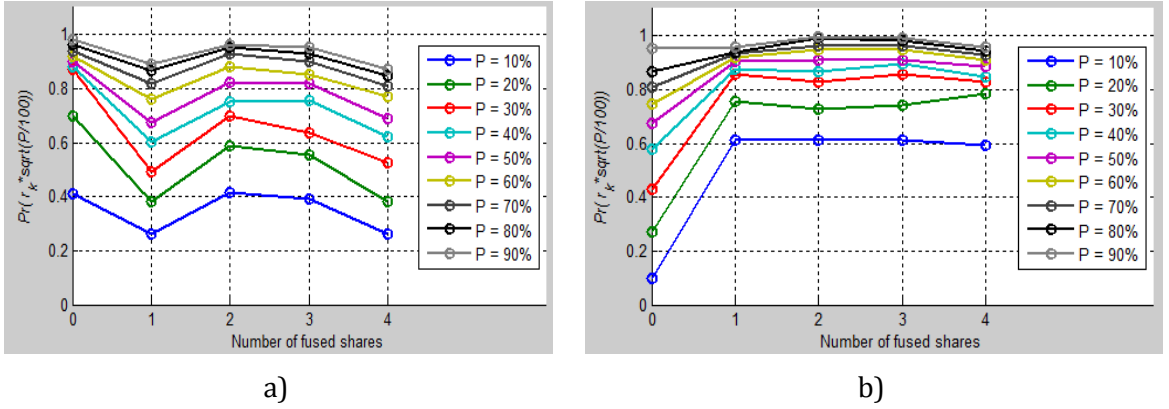 Pr( r_k*sqrt(P/100))
1
0.8
0.6
0.4
0.2
0
0 1 2 3 4
Number of fused shares
P = 10%
P = 20%
P = 30%
P = 40%
P = 50%
P = 60%
P = 70%
P = 80%
P = 90%
a)
Pr( r_k*sqrt(P/100))
1
0.8
0.6
0.4
0.2
0
0 1 2 3 4
Number of fused shares
P = 10%
P = 20%
P = 30%
P = 40%
P = 50%
P = 60%
P = 70%
P = 80%
P = 90%
b)